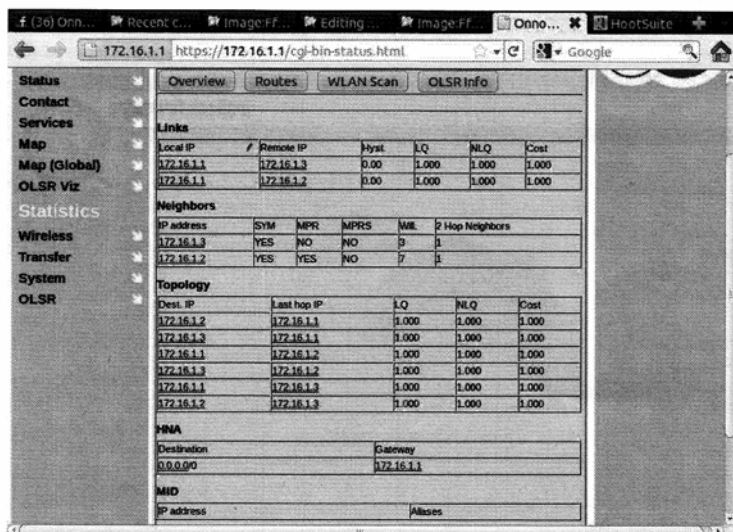 (36) Onn...
Recent c...
Image:Ff...
Editing ...
Image:Ff...
Onno...
HootSuite
172.16.1.1 https://172.16.1.1/cgi-bin-status.html
Google
Status
Contact
Services
Map
Map (Global)
OLSR Viz
Statistics
Wireless
Transfer
System
OLSR
Overview Routes WLAN Scan OLSR Info
Links
Local IP Remote IP Hyst. LQ NLQ Cost
172.16.1.1 172.16.1.3 0.00 1.000 1.000 1.000
172.16.1.1 172.16.1.2 0.00 1.000 1.000 1.000
Neighbors
IP address SYM MPR MPRS Will. 2 Hop Neighbors
172.16.1.3 YES NO NO 3 1
172.16.1.2 YES YES NO 7 1
Topology
Dest. IP Last hop IP LQ NLQ Cost
172.16.1.2 172.16.1.1 1.000 1.000 1.000
172.16.1.3 172.16.1.1 1.000 1.000 1.000
172.16.1.1 172.16.1.2 1.000 1.000 1.000
172.16.1.3 172.16.1.2 1.000 1.000 1.000
172.16.1.1 172.16.1.3 1.000 1.000 1.000
172.16.1.2 172.16.1.3 1.000 1.000 1.000
HNA
Destination Gateway
0.0.0.0/0 172.16.1.1
MID
IP address Aliases